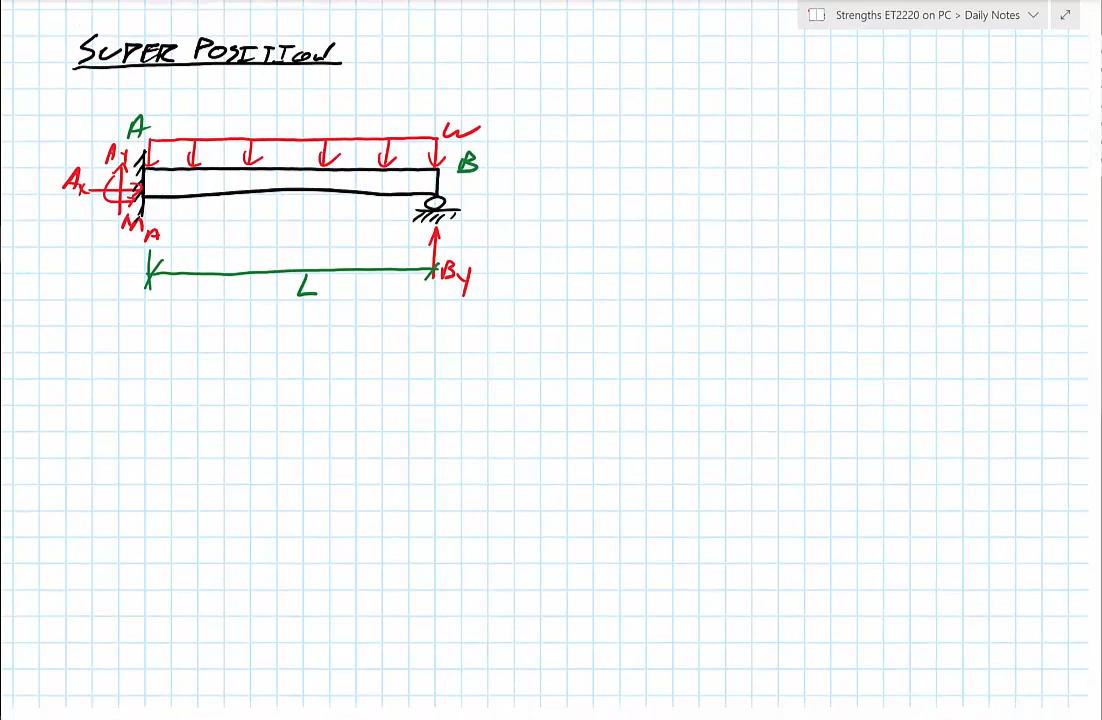 Strengths ET2220 on PC > Daily Notes
SUPER POSITION
A
W
Ay
B
Ax
MA
By
L